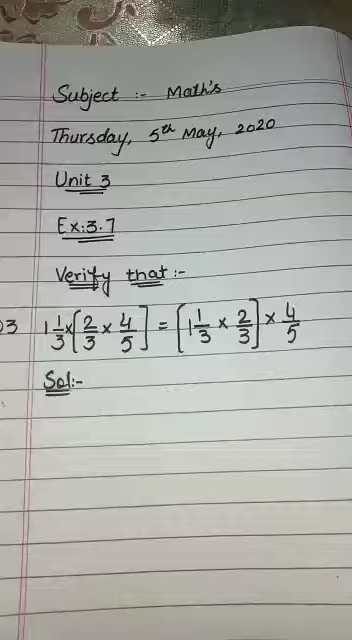 Subject :- Math's
Thursday, 5th May, 2020
Unit 3
Ex:3.7
Verify that :-
3 1 1/3 × [2/3 × 4/5] = [1 1/3 × 2/3] × 4/5
Sol:-